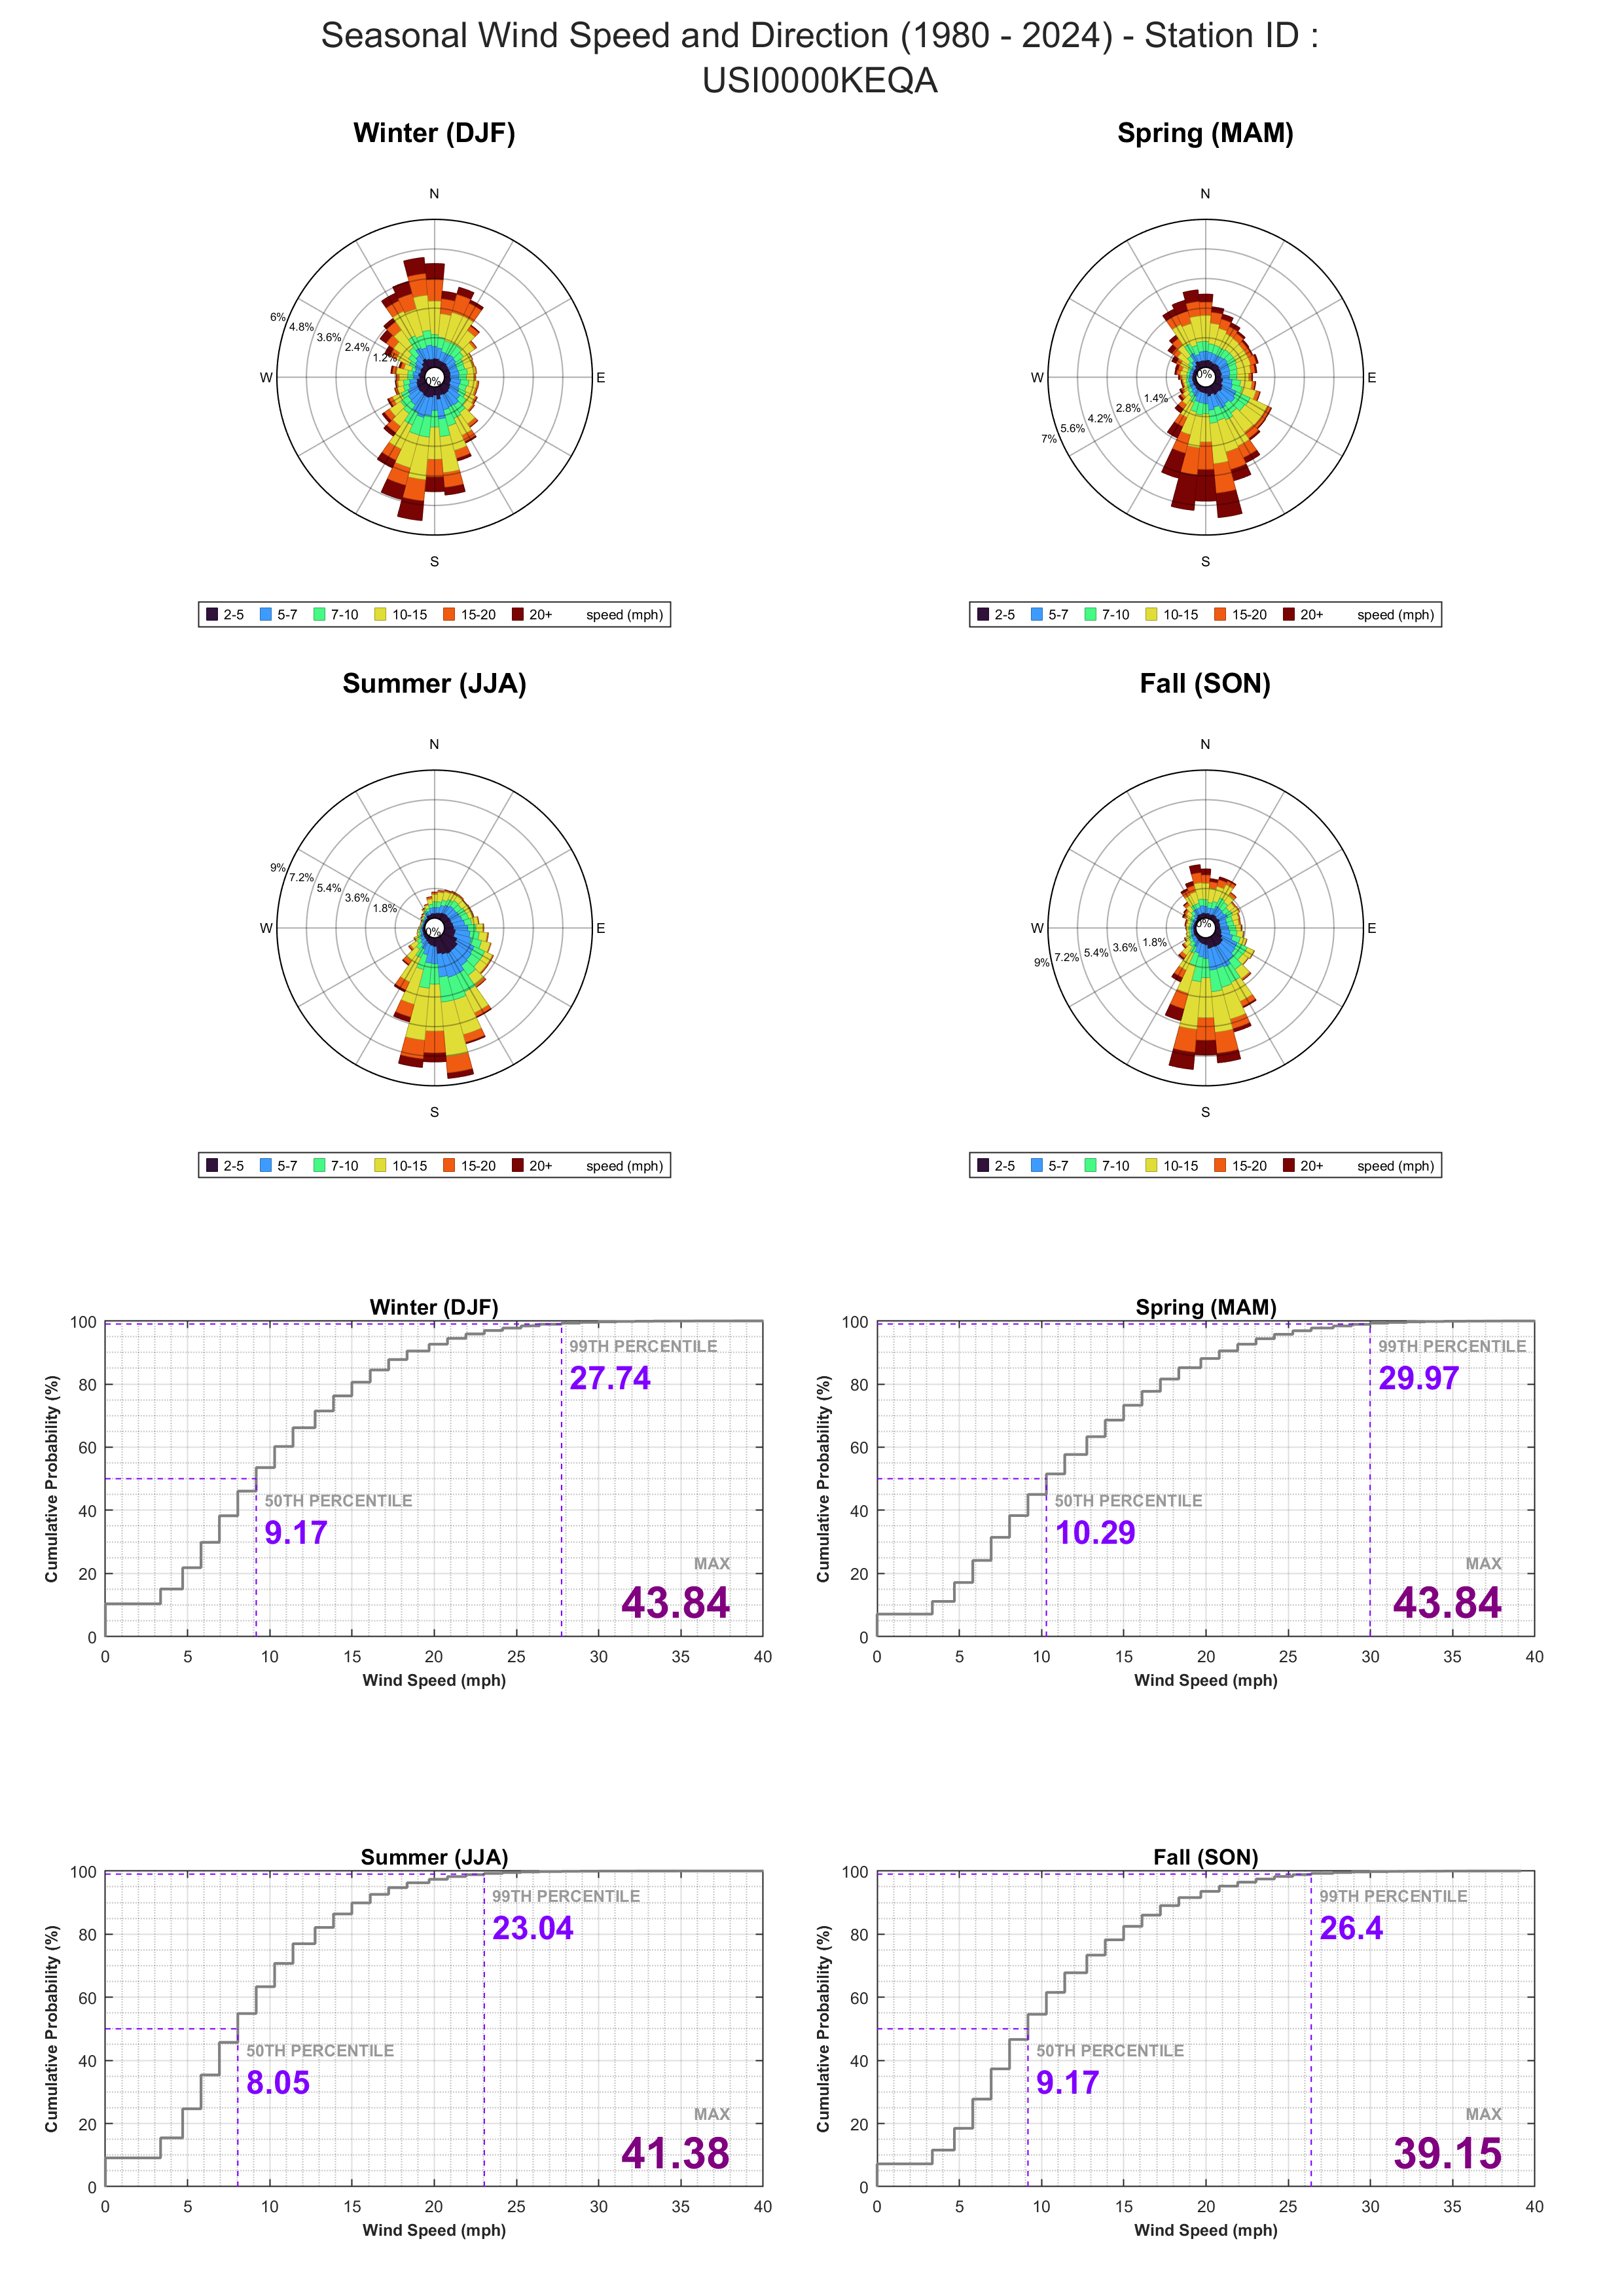 Seasonal Wind Speed and Direction (1980 - 2024) - Station ID :
USI0000KEQA
Winter (DJF)
N
6%
4.8%
3.6%
2.4%
1.2%
0%
W
E
S
2-5 5-7 7-10 10-15 15-20 20+ speed (mph)
Spring (MAM)
N
W
E
0%
1.4%
2.8%
4.2%
5.6%
7%
S
2-5 5-7 7-10 10-15 15-20 20+ speed (mph)
Summer (JJA)
N
9%
7.2%
5.4%
3.6%
1.8%
0%
W
E
S
2-5 5-7 7-10 10-15 15-20 20+ speed (mph)
Fall (SON)
N
W
E
0%
1.8%
3.6%
5.4%
7.2%
9%
S
2-5 5-7 7-10 10-15 15-20 20+ speed (mph)
Winter (DJF)
Cumulative Probability (%)
100
80
60
40
20
0
99TH PERCENTILE
27.74
50TH PERCENTILE
9.17
MAX
43.84
0 5 10 15 20 25 30 35 40
Wind Speed (mph)
Spring (MAM)
Cumulative Probability (%)
100
80
60
40
20
0
99TH PERCENTILE
29.97
50TH PERCENTILE
10.29
MAX
43.84
0 5 10 15 20 25 30 35 40
Wind Speed (mph)
Summer (JJA)
Cumulative Probability (%)
100
80
60
40
20
0
99TH PERCENTILE
23.04
50TH PERCENTILE
8.05
MAX
41.38
0 5 10 15 20 25 30 35 40
Wind Speed (mph)
Fall (SON)
Cumulative Probability (%)
100
80
60
40
20
0
99TH PERCENTILE
26.4
50TH PERCENTILE
9.17
MAX
39.15
0 5 10 15 20 25 30 35 40
Wind Speed (mph)